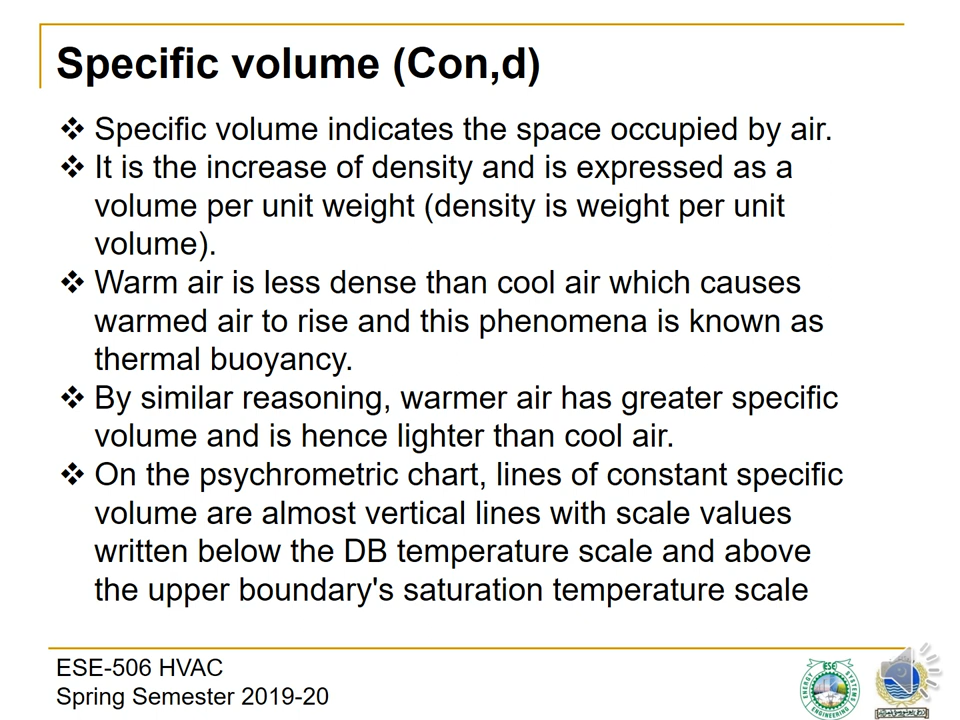 Specific volume (Con,d)
❖ Specific volume indicates the space occupied by air.
❖ It is the increase of density and is expressed as a
volume per unit weight (density is weight per unit
volume).
❖ Warm air is less dense than cool air which causes
warmed air to rise and this phenomena is known as
thermal buoyancy.
❖ By similar reasoning, warmer air has greater specific
volume and is hence lighter than cool air.
❖ On the psychrometric chart, lines of constant specific
volume are almost vertical lines with scale values
written below the DB temperature scale and above
the upper boundary's saturation temperature scale
ESE-506 HVAC
Spring Semester 2019-20
ESE
ENERGY SYSTEMS
ENGINEERING